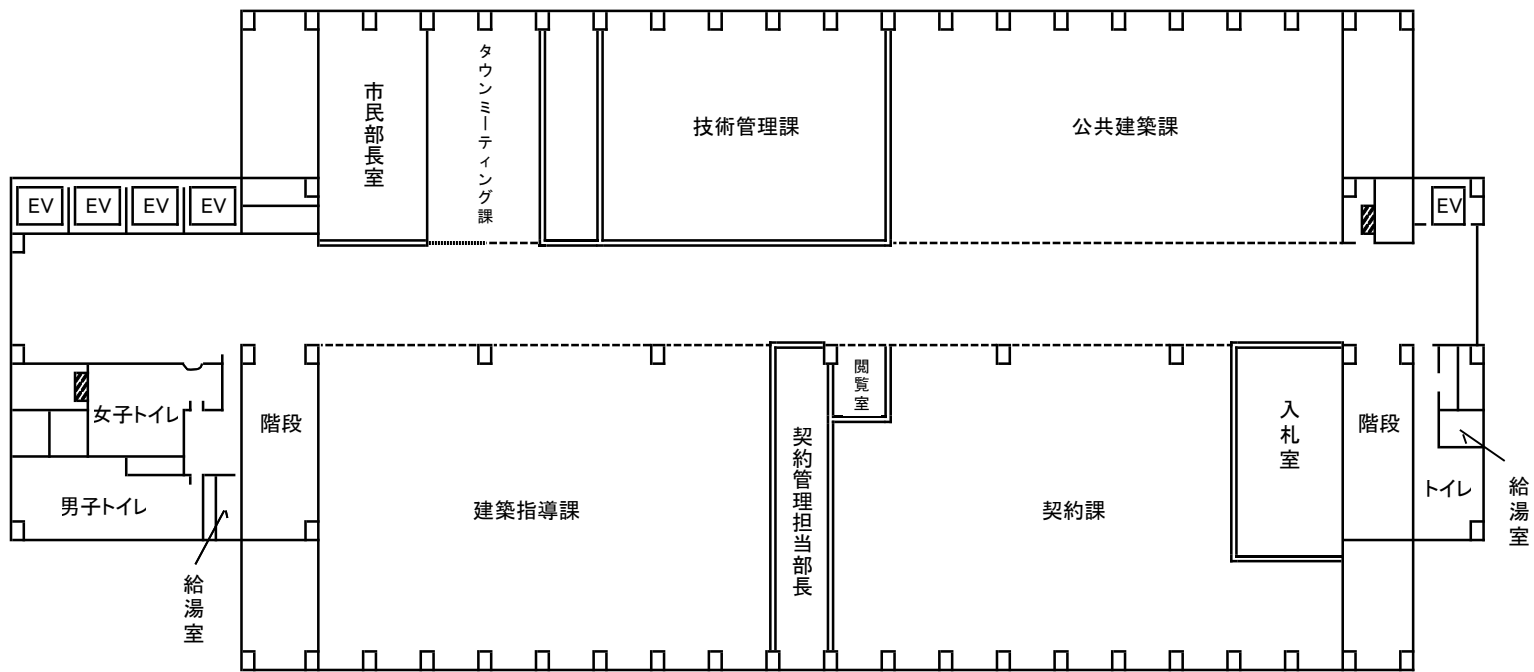 市民部長室
タウンミーティング課
技術管理課
公共建築課
EV
EV
EV
EV
EV
女子トイレ
男子トイレ
給湯室
階段
建築指導課
契約管理担当部長
閲覧室
契約課
入札室
階段
トイレ
給湯室